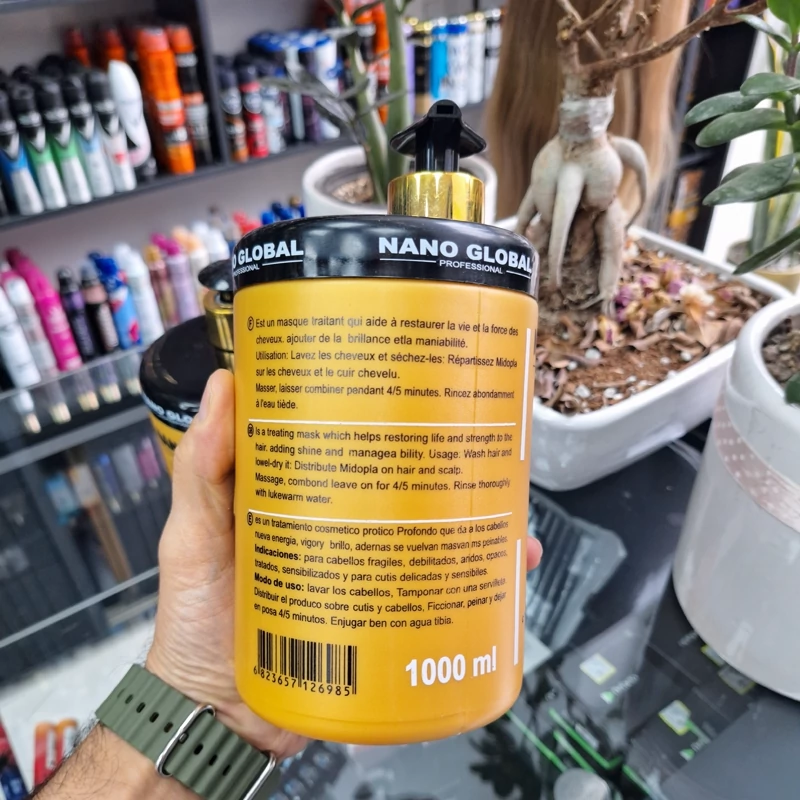 O GLOBAL
NANO GLOBAL
PROFESSIONAL
F Est un masque traitant qui aide à restaurer la vie et la force des
cheveux. ajouter de la brillance etla maniabilité.
Utilisation: Lavez les cheveux et séchez-les: Répartissez Midopla
sur les cheveux et le cuir chevelu.
Masser, laisser combiner pendant 4/5 minutes. Rincez abondamment
à l'eau tiède.
Is a treating mask which helps restoring life and strength to the
hair. adding shine and managea bility. Usage: Wash hair and
lowel-dry it: Distribute Midopla on hair and scalp.
Massage, combond leave on for 4/5 minutes. Rinse thoroughly
with lukewarm water.
E es un tratamiento cosmetico protico Profondo que da a los cabellos
nueva energia, vigory brillo, adernas se vuelvan masvan ms peinables.
Indicaciones: para cabellos fragiles, debilitados, aridos, opacos,
tratados, sensibilizados y para cutis delicadas y sensibles.
Modo de uso: lavar los cabellos, Tamponar con una servilleta.
Distribuir el produco sobre cutis y cabellos, Ficcionar, peinar y dejar
en posa 4/5 minutos. Enjugar ben con agua tibia.
6 823657 126985
1000 ml